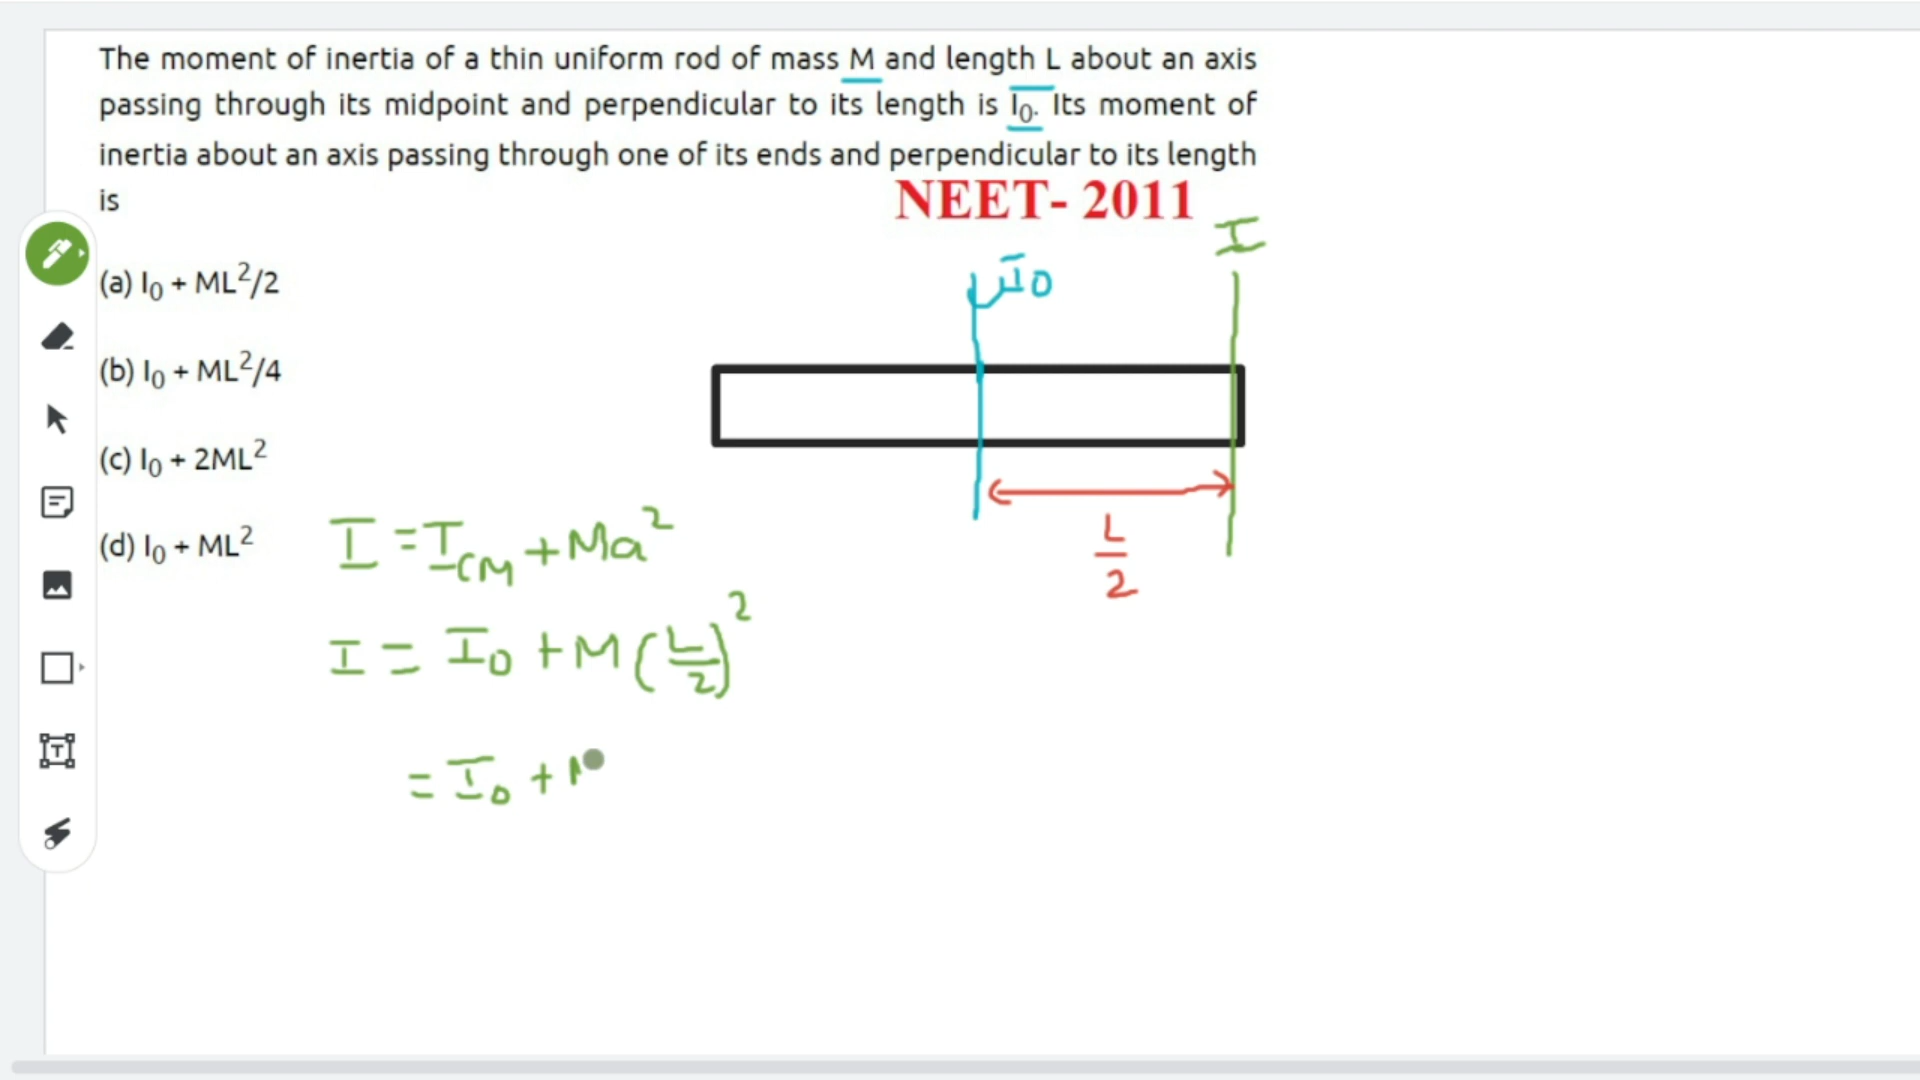 The moment of inertia of a thin uniform rod of mass M and length L about an axis
passing through its midpoint and perpendicular to its length is I₀. Its moment of
inertia about an axis passing through one of its ends and perpendicular to its length
is
NEET- 2011
I
I₀
(a) I₀ + ML²/2
(b) I₀ + ML²/4
(c) I₀ + 2ML²
(d) I₀ + ML²
L/2
I = I_CM + Ma²
I = I₀ + M(L/2)²
= I₀ +
T